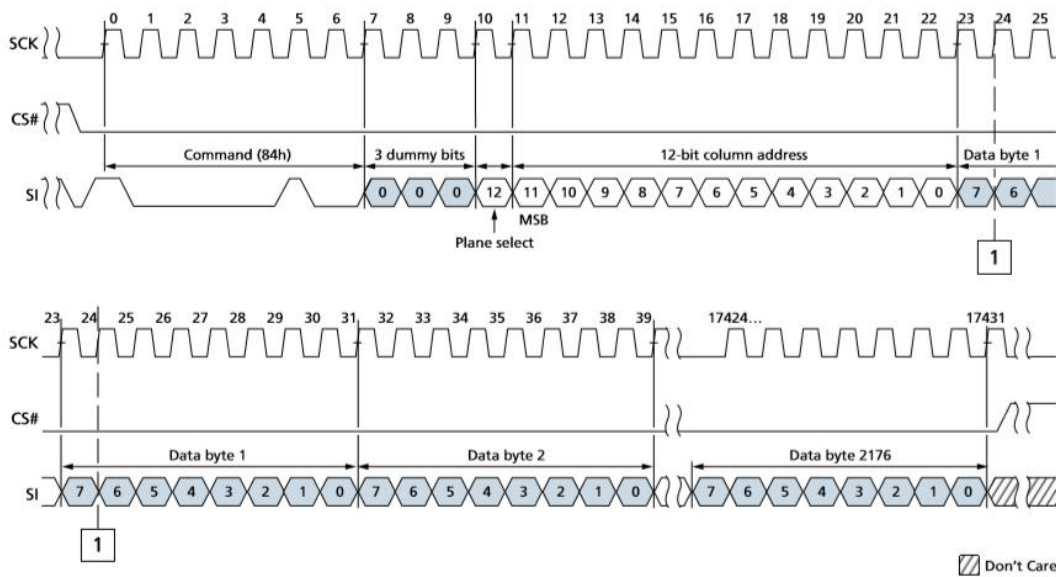 0 1 2 3 4 5 6 7 8 9 10 11 12 13 14 15 16 17 18 19 20 21 22 23 24 25
SCK
CS#
Command (84h) 3 dummy bits 12-bit column address Data byte 1
SI 0 0 0 12 11 10 9 8 7 6 5 4 3 2 1 0 7 6
MSB
Plane select
1
23 24 25 26 27 28 29 30 31 32 33 34 35 36 37 38 39 17424... 17431
SCK
CS#
Data byte 1 Data byte 2 Data byte 2176
SI 7 6 5 4 3 2 1 0 7 6 5 4 3 2 1 0 7 6 5 4 3 2 1 0
1
Don't Care